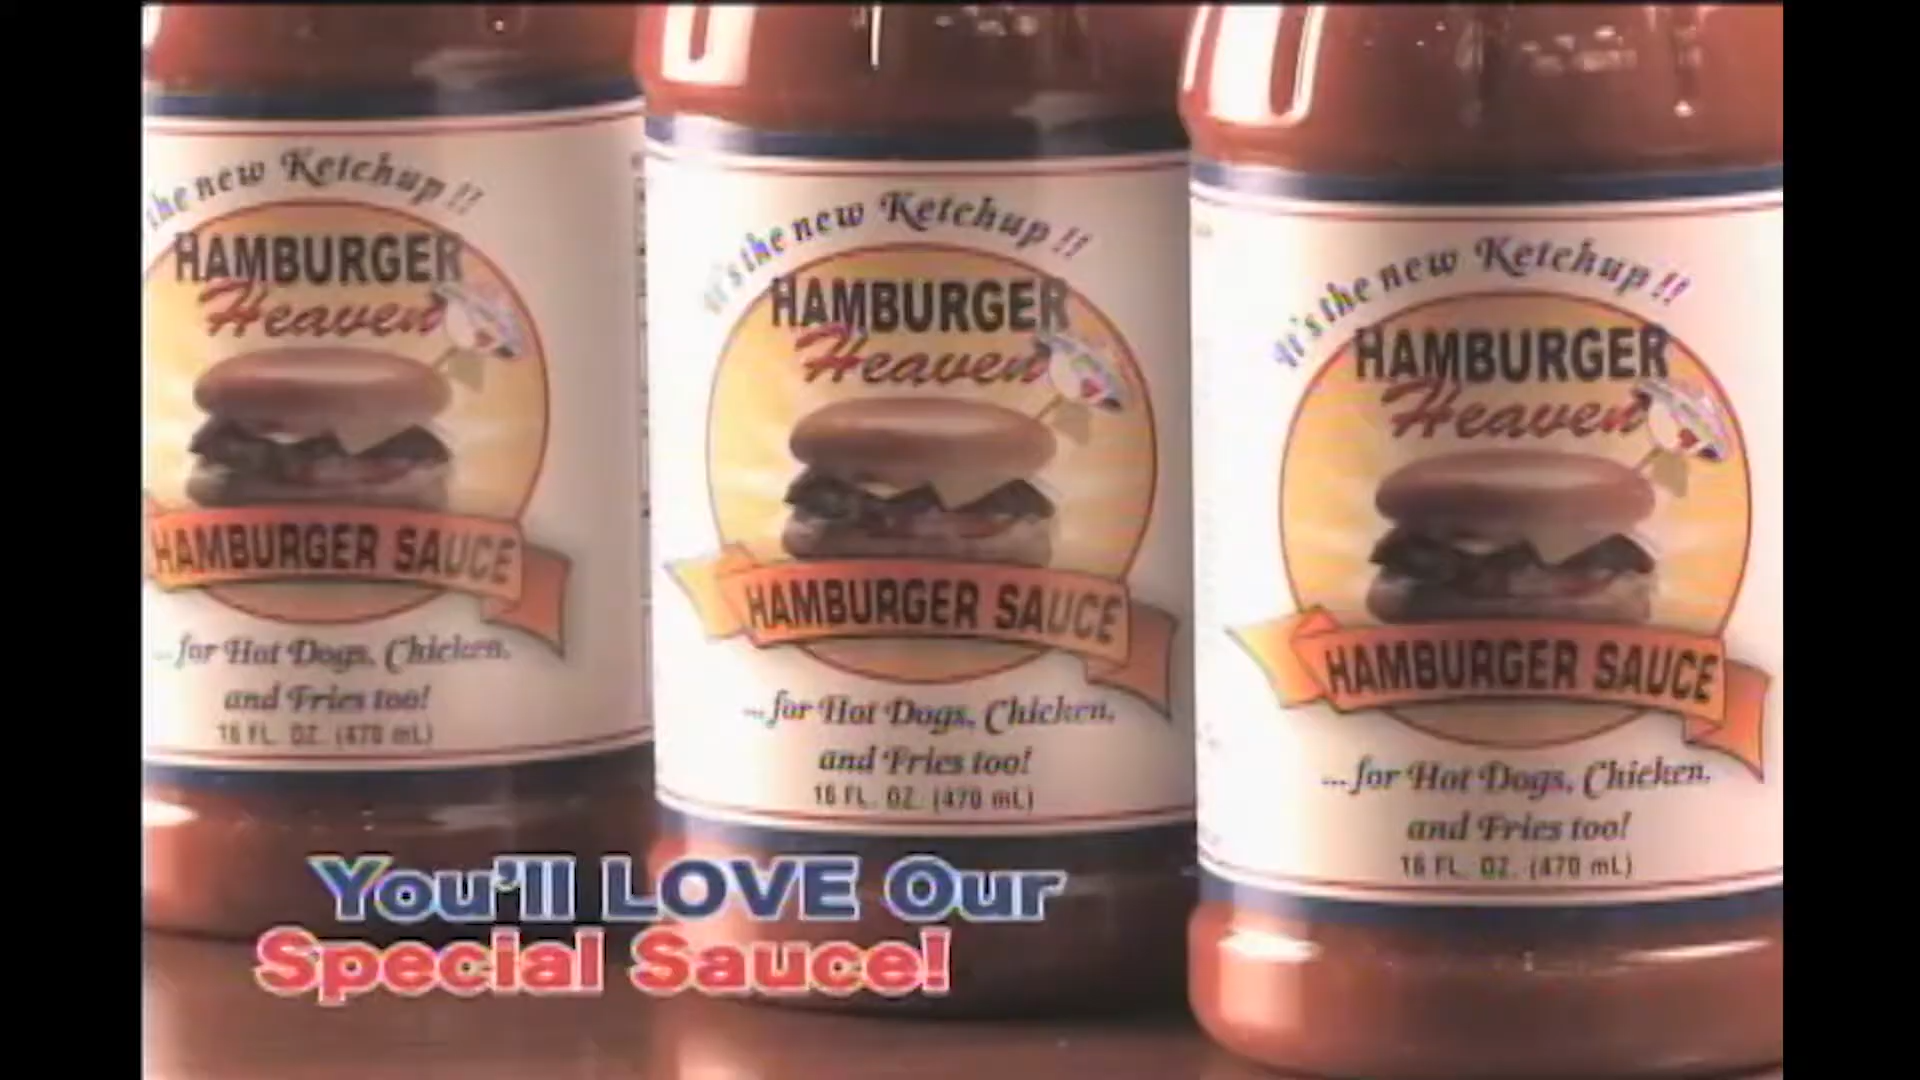 the new Ketchup !!
HAMBURGER
Heaven
HAMBURGER SAUCE
...for Hot Dogs, Chicken,
and Fries too!
16 FL. OZ. (470 mL)
It's the new Ketchup !!
HAMBURGER
Heaven
HAMBURGER SAUCE
...for Hot Dogs, Chicken,
and Fries too!
16 FL. OZ. (470 mL)
It's the new Ketchup !!
HAMBURGER
Heaven
HAMBURGER SAUCE
...for Hot Dogs, Chicken,
and Fries too!
16 FL. OZ. (470 mL)
You'll LOVE Our
Special Sauce!